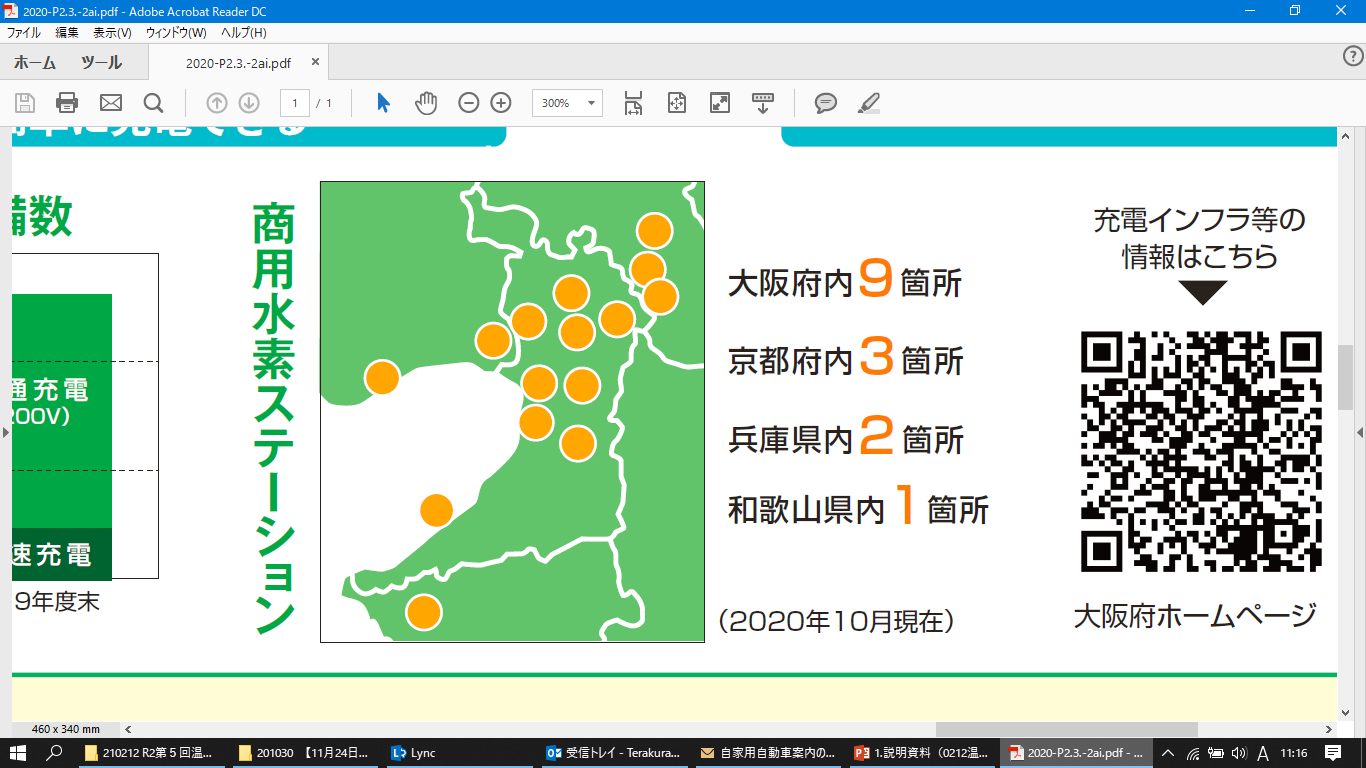 2020-P2.3.-2ai.pdf - Adobe Acrobat Reader DC
ファイル 編集 表示(V) ウィンドウ(W) ヘルプ(H)
ホーム ツール 2020-P2.3.-2ai.pdf ×
1 / 1 300%
に充電できる
備数
通充電
200V)
速充電
9年度末
商用水素ステーション
大阪府内9箇所
京都府内3箇所
兵庫県内2箇所
和歌山県内1箇所
(2020年10月現在)
充電インフラ等の
情報はこちら
大阪府ホームページ
460 x 340 mm
210212 R2第5回温... 201030 【11月24日... Lync 受信トレイ - Terakura... 自家用自動車案内の... 1.説明資料(0212温... 2020-P2.3.-2ai.pdf - ... A 11:16